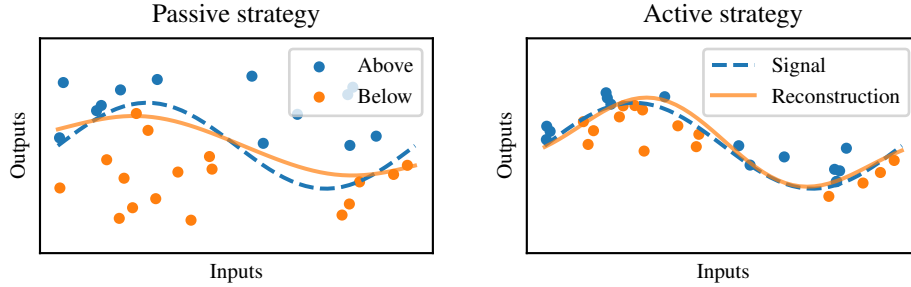 Passive strategy
Outputs
Above
Below
Inputs
Active strategy
Outputs
Signal
Reconstruction
Inputs